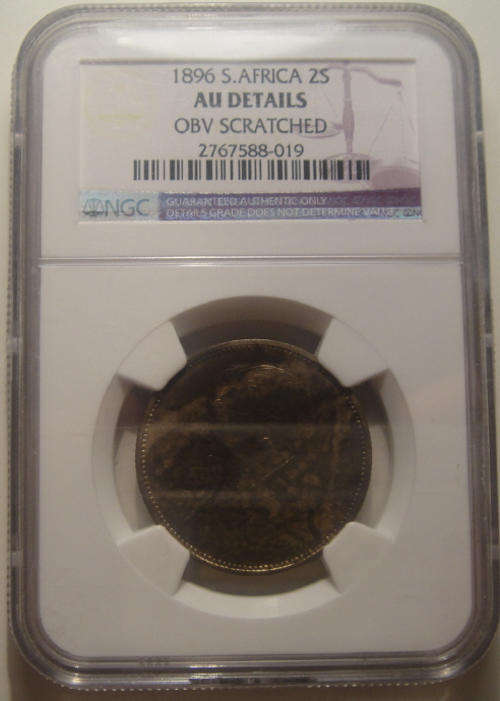 1896 S.AFRICA 2S
AU DETAILS
OBV SCRATCHED
2767588-019
NGC GUARANTEED AUTHENTIC ONLY
DETAILS GRADE DOES NOT DETERMINE VALUE